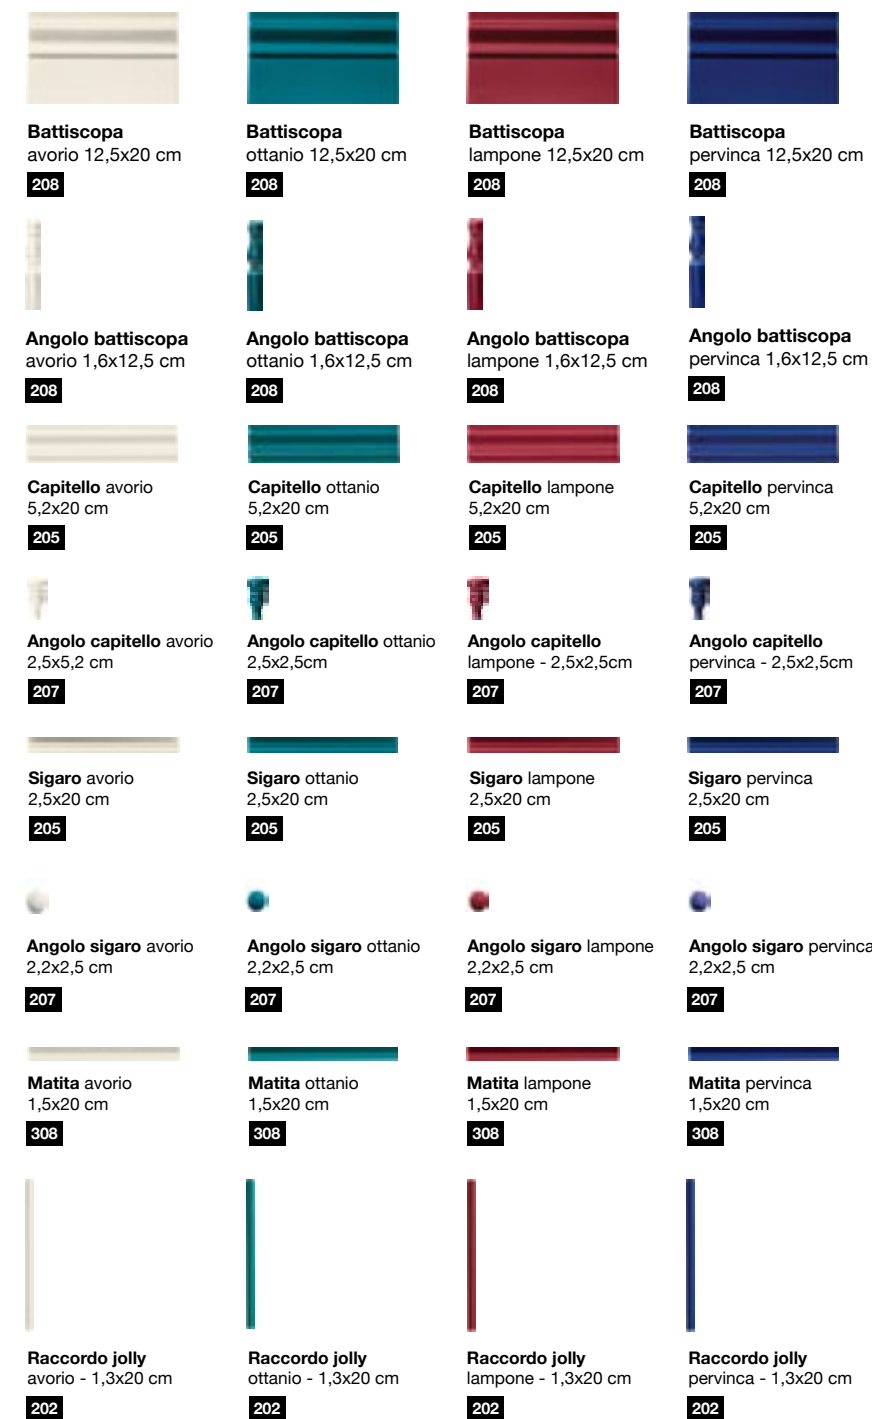 Battiscopa
avorio 12,5x20 cm
208
Battiscopa
ottanio 12,5x20 cm
208
Battiscopa
lampone 12,5x20 cm
208
Battiscopa
pervinca 12,5x20 cm
208
Angolo battiscopa
avorio 1,6x12,5 cm
208
Angolo battiscopa
ottanio 1,6x12,5 cm
208
Angolo battiscopa
lampone 1,6x12,5 cm
208
Angolo battiscopa
pervinca 1,6x12,5 cm
208
Capitello avorio
5,2x20 cm
205
Capitello ottanio
5,2x20 cm
205
Capitello lampone
5,2x20 cm
205
Capitello pervinca
5,2x20 cm
205
Angolo capitello avorio
2,5x5,2 cm
207
Angolo capitello ottanio
2,5x2,5cm
207
Angolo capitello
lampone - 2,5x2,5cm
207
Angolo capitello
pervinca - 2,5x2,5cm
207
Sigaro avorio
2,5x20 cm
205
Sigaro ottanio
2,5x20 cm
205
Sigaro lampone
2,5x20 cm
205
Sigaro pervinca
2,5x20 cm
205
Angolo sigaro avorio
2,2x2,5 cm
207
Angolo sigaro ottanio
2,2x2,5 cm
207
Angolo sigaro lampone
2,2x2,5 cm
207
Angolo sigaro pervinca
2,2x2,5 cm
207
Matita avorio
1,5x20 cm
308
Matita ottanio
1,5x20 cm
308
Matita lampone
1,5x20 cm
308
Matita pervinca
1,5x20 cm
308
Raccordo jolly
avorio - 1,3x20 cm
202
Raccordo jolly
ottanio - 1,3x20 cm
202
Raccordo jolly
lampone - 1,3x20 cm
202
Raccordo jolly
pervinca - 1,3x20 cm
202